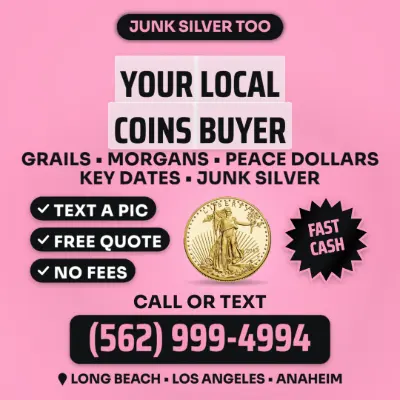 JUNK SILVER TOO
YOUR LOCAL
COINS BUYER
GRAILS • MORGANS • PEACE DOLLARS
KEY DATES • JUNK SILVER
✓ TEXT A PIC
✓ FREE QUOTE
✓ NO FEES
FAST
CASH
CALL OR TEXT
(562) 999-4994
LONG BEACH • LOS ANGELES • ANAHEIM